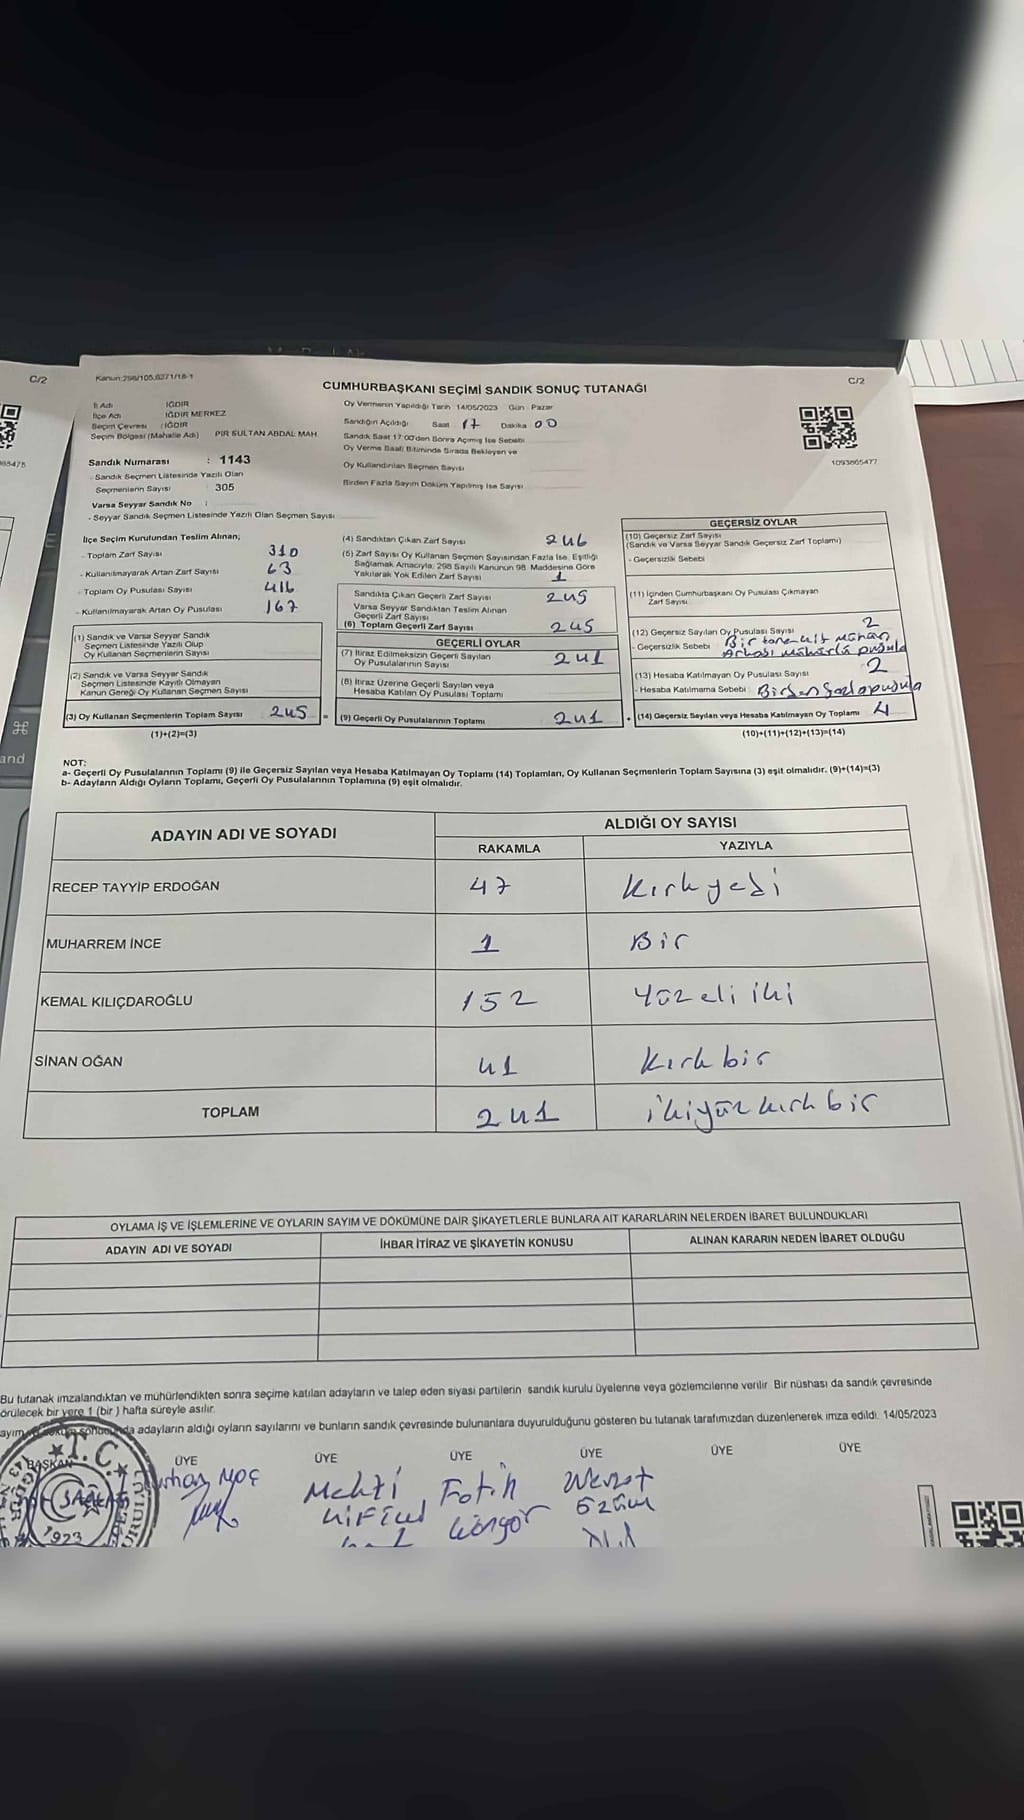 C/2
Kanun:298/105,6271/18-1
CUMHURBAŞKANI SEÇİMİ SANDIK SONUÇ TUTANAĞI
C/2
İl Adı IĞDIR
İlçe Adı IĞDIR MERKEZ
Seçim Çevresi : IĞDIR
Seçim Bölgesi (Mahalle Adı) PİR SULTAN ABDAL MAH.
Oy Vermenin Yapıldığı Tarih 14/05/2023 Gün : Pazar
Sandığın Açıldığı Saat 17 Dakika 00
Sandık Saat 17:00'den Sonra Açılmış İse Sebebi
Oy Verme Saati Bitiminde Sırada Bekleyen ve
Oy Kullandırılan Seçmen Sayısı
Birden Fazla Sayım Döküm Yapılmış İse Sayısı
1093865477
Sandık Numarası : 1143
- Sandık Seçmen Listesinde Yazılı Olan
Seçmenlerin Sayısı 305
Varsa Seyyar Sandık No :
- Seyyar Sandık Seçmen Listesinde Yazılı Olan Seçmen Sayısı
İlçe Seçim Kurulundan Teslim Alınan;
- Toplam Zarf Sayısı 310
- Kullanılmayarak Artan Zarf Sayısı 63
- Toplam Oy Pusulası Sayısı 416
- Kullanılmayarak Artan Oy Pusulası 167
(1) Sandık ve Varsa Seyyar Sandık
Seçmen Listesinde Yazılı Olup
Oy Kullanan Seçmenlerin Sayısı
(2) Sandık ve Varsa Seyyar Sandık
Seçmen Listesinde Kayıtlı Olmayan
Kanun Gereği Oy Kullanan Seçmen Sayısı
(3) Oy Kullanan Seçmenlerin Toplam Sayısı 245
(1)+(2)=(3)
(4) Sandıktan Çıkan Zarf Sayısı 246
(5) Zarf Sayısı Oy Kullanan Seçmen Sayısından Fazla İse, Eşitliği
Sağlamak Amacıyla, 298 Sayılı Kanunun 98. Maddesine Göre
Yakılarak Yok Edilen Zarf Sayısı 1
Sandıkta Çıkan Geçerli Zarf Sayısı 245
Varsa Seyyar Sandıktan Teslim Alınan
Geçerli Zarf Sayısı
(6) Toplam Geçerli Zarf Sayısı 245
GEÇERLİ OYLAR
(7) İtiraz Edilmeksizin Geçerli Sayılan
Oy Pusulalarının Sayısı 241
(8) İtiraz Üzerine Geçerli Sayılan veya
Hesaba Katılan Oy Pusulası Toplamı
= (9) Geçerli Oy Pusulalarının Toplamı 241
GEÇERSİZ OYLAR
(10) Geçersiz Zarf Sayısı
(Sandık ve Varsa Seyyar Sandık Geçersiz Zarf Toplamı)
- Geçersizlik Sebebi
(11) İçinden Cumhurbaşkanı Oy Pusulası Çıkmayan
Zarf Sayısı
(12) Geçersiz Sayılan Oy Pusulası Sayısı 2
- Geçersizlik Sebebi Bir tane mühür
Arkası mühürlü pusula
(13) Hesaba Katılmayan Oy Pusulası Sayısı 2
- Hesaba Katılmama Sebebi : Birden fazla pusula
+ (14) Geçersiz Sayılan veya Hesaba Katılmayan Oy Toplamı 4
(10)+(11)+(12)+(13)=(14)
NOT;
a- Geçerli Oy Pusulalarının Toplamı (9) ile Geçersiz Sayılan veya Hesaba Katılmayan Oy Toplamı (14) Toplamları, Oy Kullanan Seçmenlerin Toplam Sayısına (3) eşit olmalıdır. (9)+(14)=(3)
b- Adayların Aldığı Oyların Toplamı, Geçerli Oy Pusulalarının Toplamına (9) eşit olmalıdır.
ADAYIN ADI VE SOYADI ALDIĞI OY SAYISI
RAKAMLA YAZIYLA
RECEP TAYYİP ERDOĞAN 47 Kırk yedi
MUHARREM İNCE 1 Bir
KEMAL KILIÇDAROĞLU 152 Yüz eli iki
SİNAN OĞAN 41 Kırk bir
TOPLAM 241 ikiyüz kırk bir
OYLAMA İŞ VE İŞLEMLERİNE VE OYLARIN SAYIM VE DÖKÜMÜNE DAİR ŞİKAYETLERLE BUNLARA AİT KARARLARIN NELERDEN İBARET BULUNDUKLARI
ADAYIN ADI VE SOYADI İHBAR İTİRAZ VE ŞİKAYETİN KONUSU ALINAN KARARIN NEDEN İBARET OLDUĞU
Bu tutanak imzalandıktan ve mühürlendikten sonra seçime katılan adayların ve talep eden siyasi partilerin sandık kurulu üyelerine veya gözlemcilerine verilir. Bir nüshası da sandık çevresinde
örülecek bir yere 1 (bir ) hafta süreyle asılır.
adayların aldığı oyların sayılarını ve bunların sandık çevresinde bulunanlara duyurulduğunu gösteren bu tutanak tarafımızdan düzenlenerek imza edildi. 14/05/2023
BAŞKAN ÜYE ÜYE ÜYE ÜYE ÜYE ÜYE
T.C.
1923
Mehti Fatih
Güngör